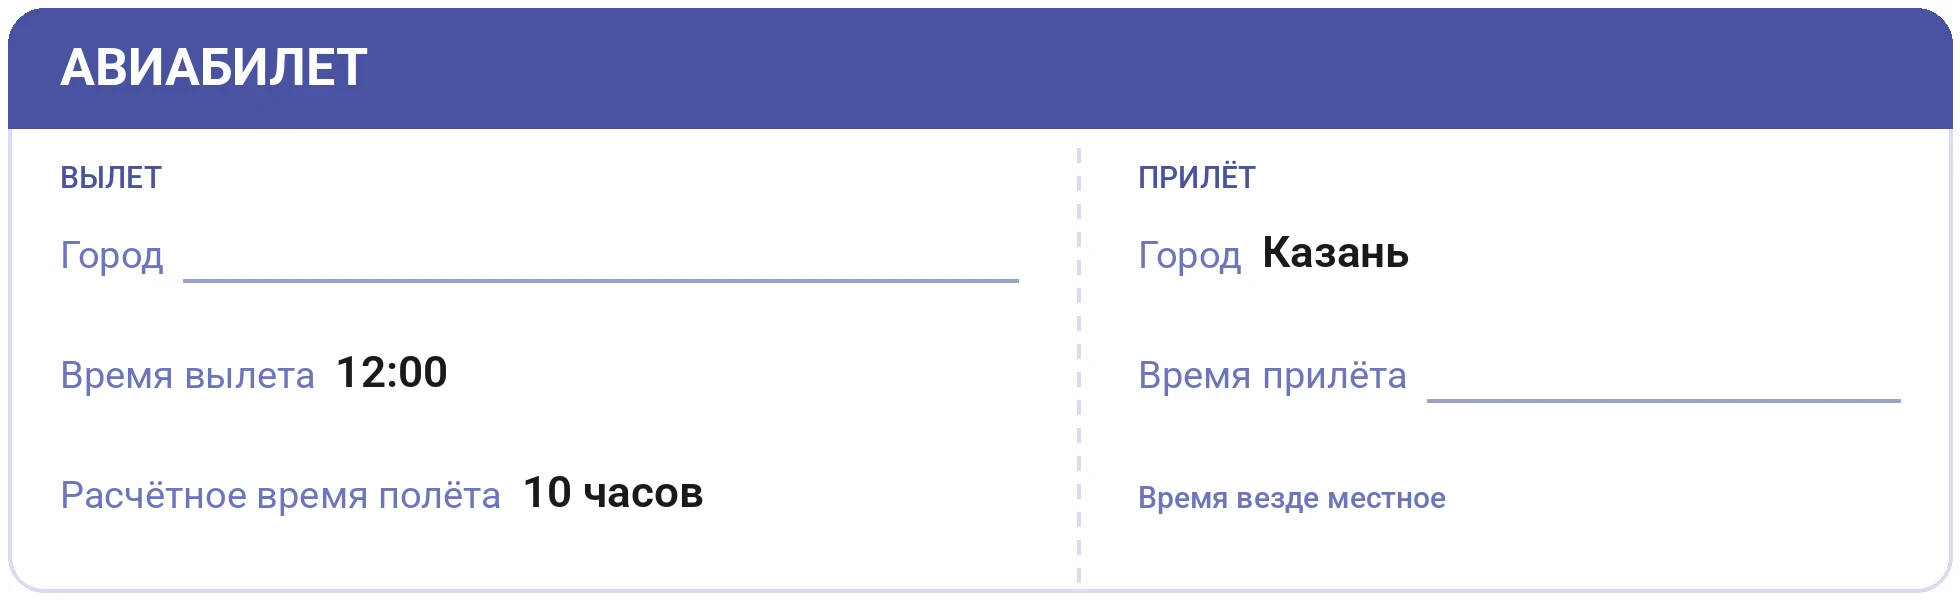 АВИАБИЛЕТ
ВЫЛЕТ
Город
Время вылета 12:00
Расчётное время полёта 10 часов
ПРИЛЁТ
Город Казань
Время прилёта
Время везде местное